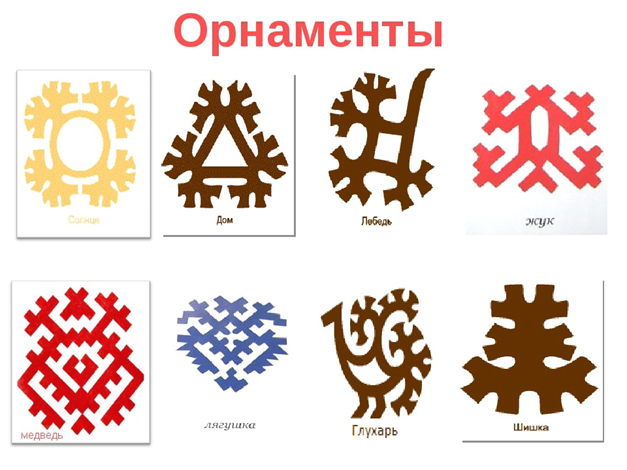 Орнаменты
Солнце
Дом
Лебедь
жук
медведь
лягушка
Глухарь
Шишка